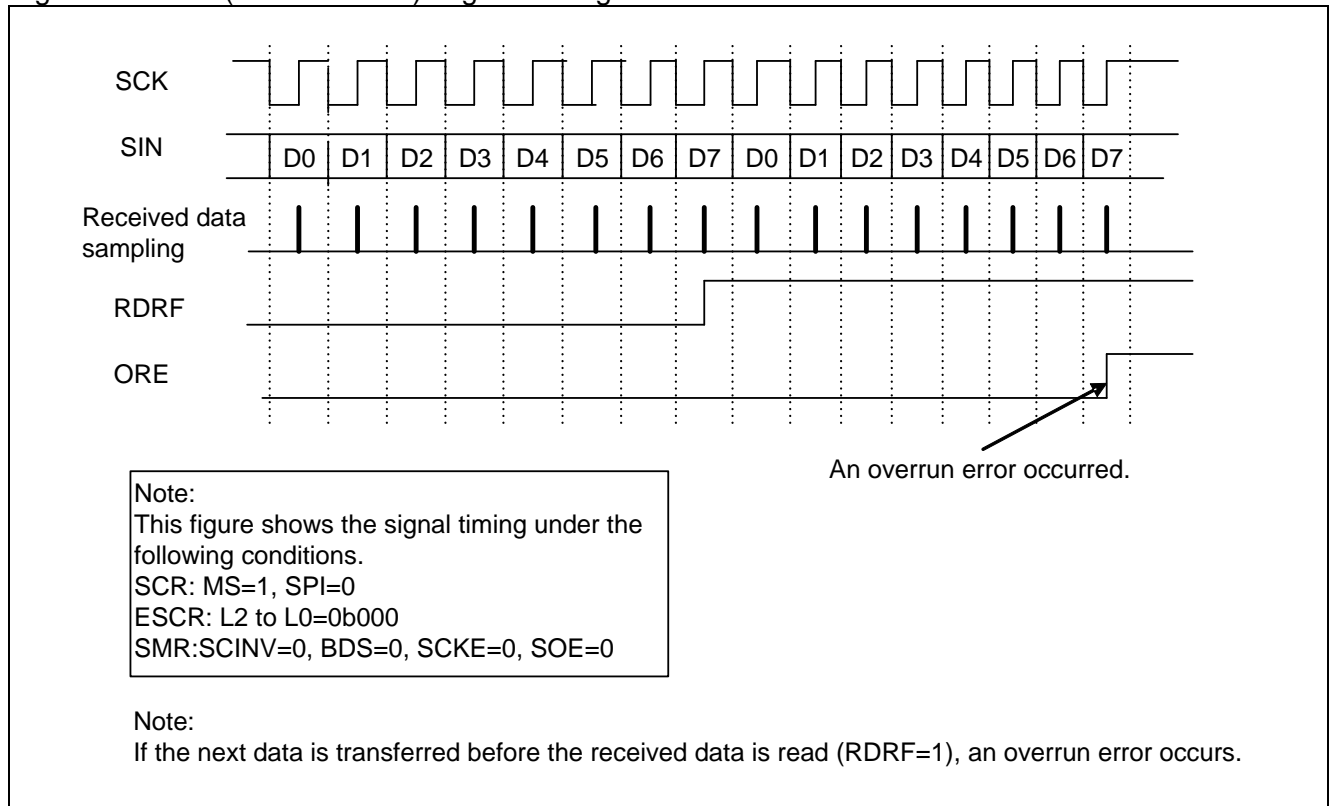 SCK
SIN
D0 D1 D2 D3 D4 D5 D6 D7 D0 D1 D2 D3 D4 D5 D6 D7
Received data
sampling
RDRF
ORE
An overrun error occurred.
Note:
This figure shows the signal timing under the
following conditions.
SCR: MS=1, SPI=0
ESCR: L2 to L0=0b000
SMR:SCINV=0, BDS=0, SCKE=0, SOE=0
Note:
If the next data is transferred before the received data is read (RDRF=1), an overrun error occurs.